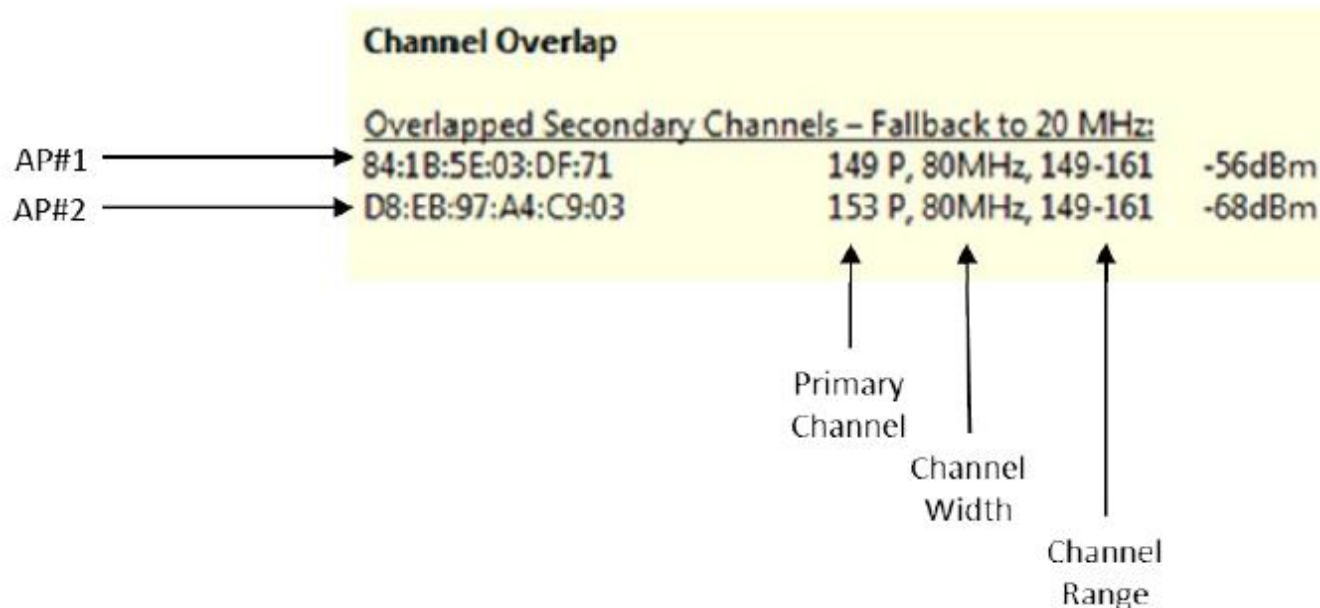 Channel Overlap
Overlapped Secondary Channels – Fallback to 20 MHz:
AP#1 84:1B:5E:03:DF:71 149 P, 80MHz, 149-161 -56dBm
AP#2 D8:EB:97:A4:C9:03 153 P, 80MHz, 149-161 -68dBm
Primary
Channel
Channel
Width
Channel
Range